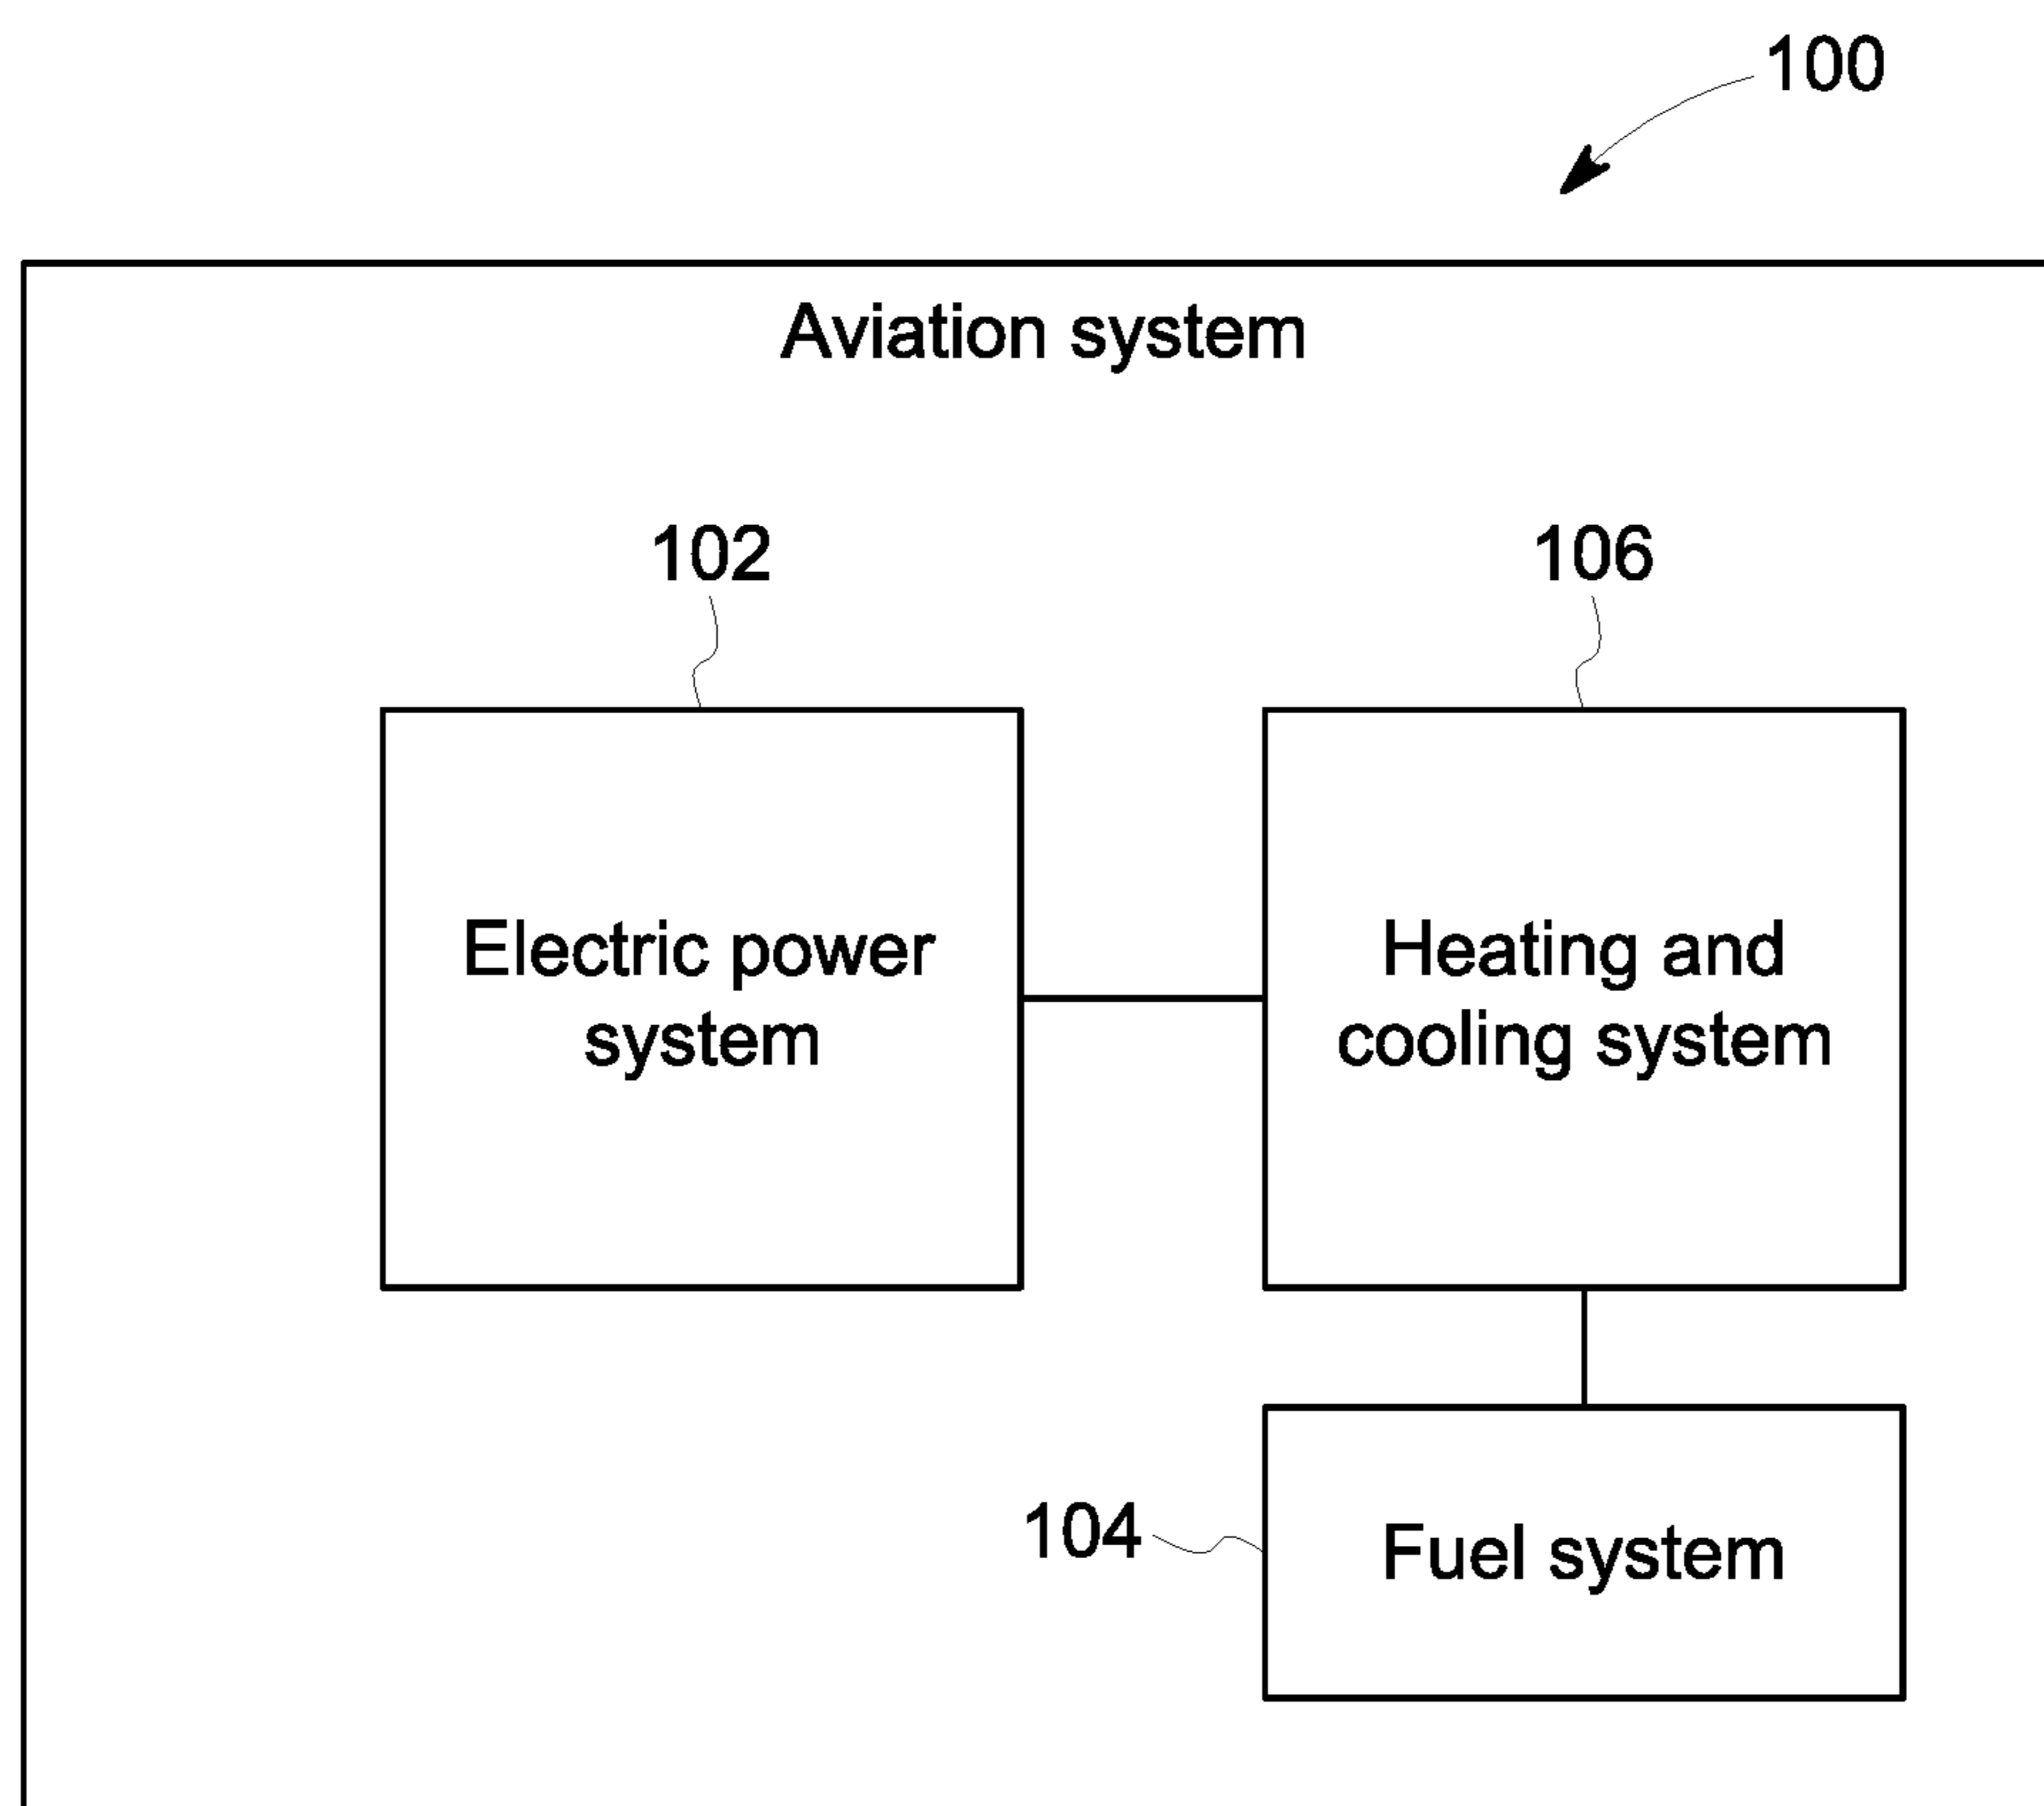 100
Aviation system
102
106
Electric power
system
Heating and
cooling system
104
Fuel system